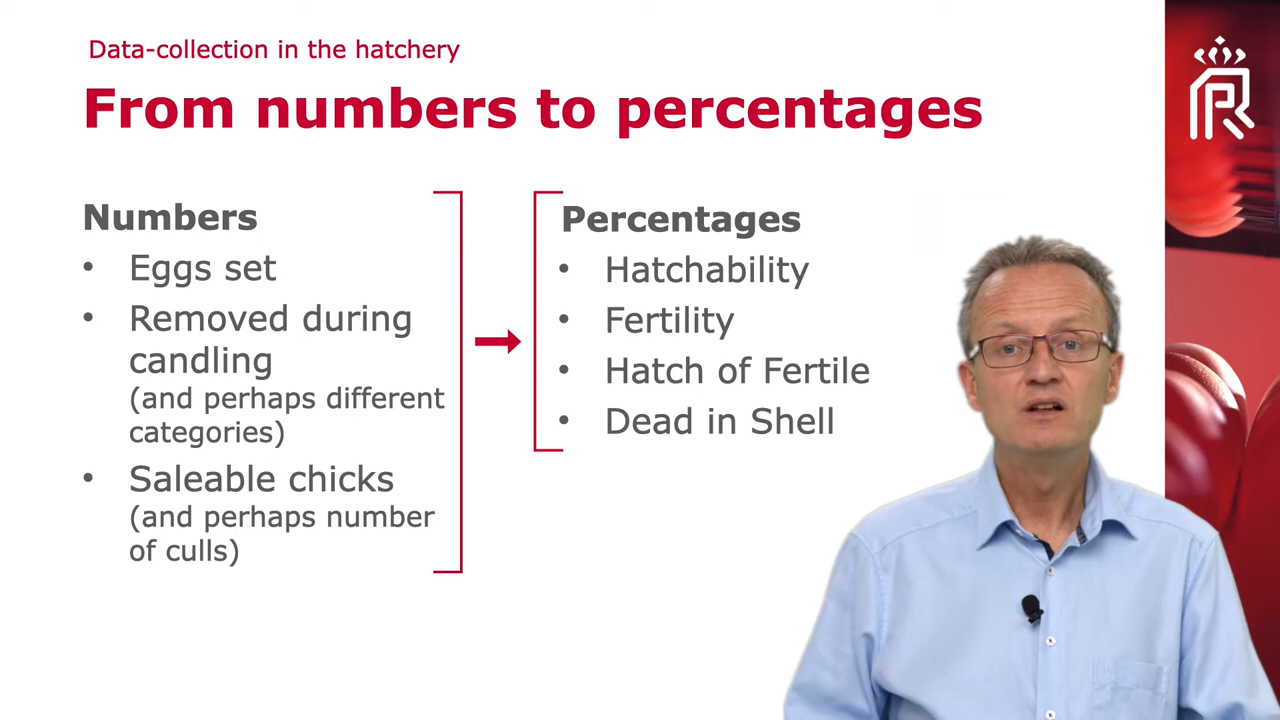 Data-collection in the hatchery
From numbers to percentages
Numbers
• Eggs set
• Removed during
candling
(and perhaps different
categories)
• Saleable chicks
(and perhaps number
of culls)
Percentages
• Hatchability
• Fertility
• Hatch of Fertile
• Dead in Shell